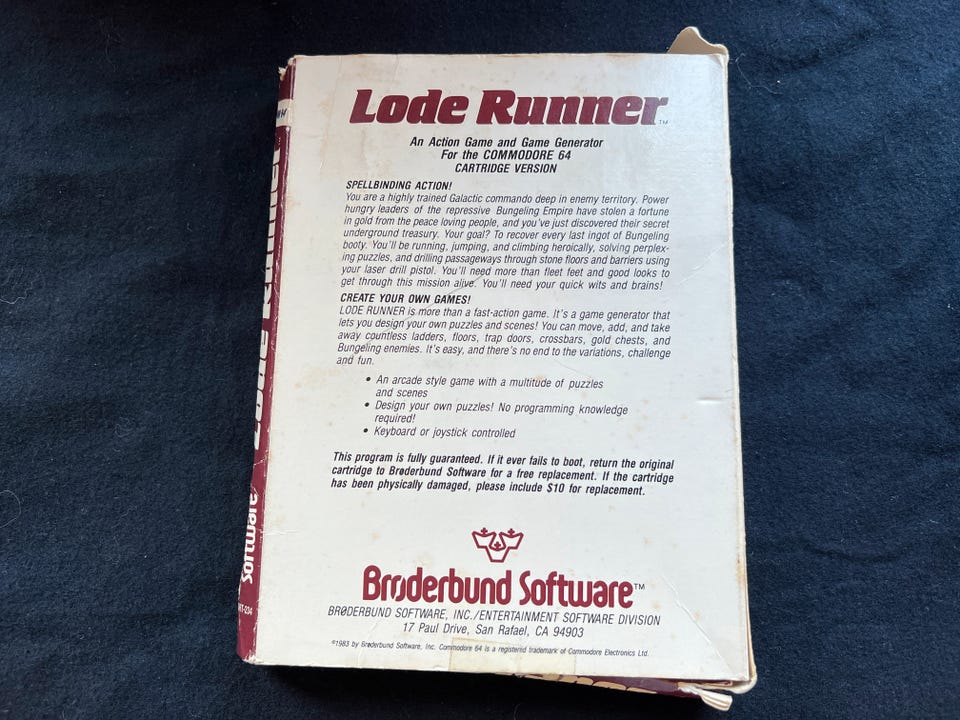 Lode Runner™
An Action Game and Game Generator
For the COMMODORE 64
CARTRIDGE VERSION
SPELLBINDING ACTION!
You are a highly trained Galactic commando deep in enemy territory. Power
hungry leaders of the repressive Bungeling Empire have stolen a fortune
in gold from the peace loving people, and you've just discovered their secret
underground treasury. Your goal? To recover every last ingot of Bungeling
booty. You'll be running, jumping, and climbing heroically, solving perplex-
ing puzzles, and drilling passageways through stone floors and barriers using
your laser drill pistol. You'll need more than fleet feet and good looks to
get through this mission alive. You'll need your quick wits and brains!
CREATE YOUR OWN GAMES!
LODE RUNNER is more than a fast-action game. It's a game generator that
lets you design your own puzzles and scenes! You can move, add, and take
away countless ladders, floors, trap doors, crossbars, gold chests, and
Bungeling enemies. It's easy, and there's no end to the variations, challenge
and fun.
• An arcade style game with a multitude of puzzles
and scenes
• Design your own puzzles! No programming knowledge
required!
• Keyboard or joystick controlled
This program is fully guaranteed. If it ever fails to boot, return the original
cartridge to Brøderbund Software for a free replacement. If the cartridge
has been physically damaged, please include $10 for replacement.
Brøderbund Software™
BRØDERBUND SOFTWARE, INC./ENTERTAINMENT SOFTWARE DIVISION
17 Paul Drive, San Rafael, CA 94903
©1983 by Brøderbund Software, Inc. Commodore 64 is a registered trademark of Commodore Electronics Ltd.
Lode Runner
Software